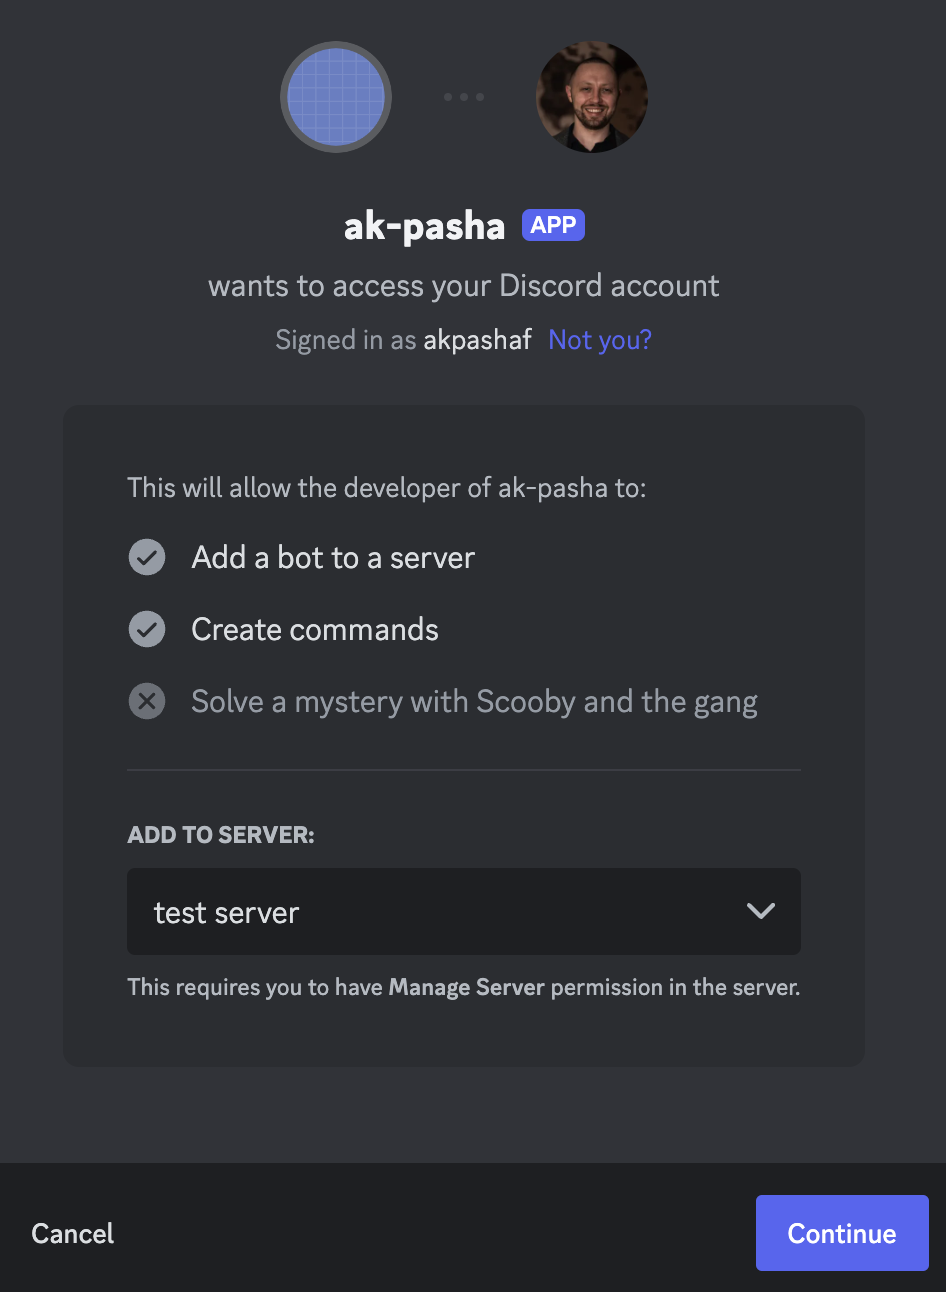 ak-pasha APP
wants to access your Discord account
Signed in as akpashaf Not you?
This will allow the developer of ak-pasha to:
Add a bot to a server
Create commands
Solve a mystery with Scooby and the gang
ADD TO SERVER:
test server
This requires you to have Manage Server permission in the server.
Cancel
Continue